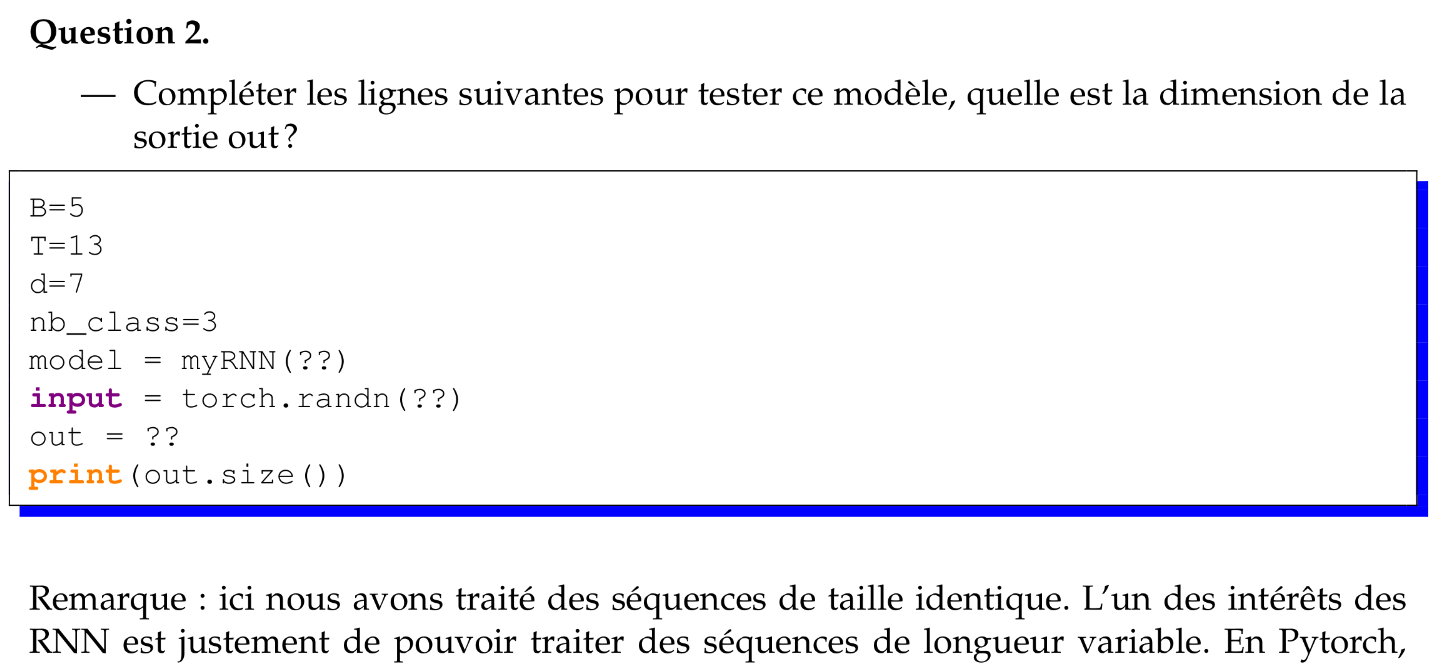 Question 2.
— Compléter les lignes suivantes pour tester ce modèle, quelle est la dimension de la
sortie out ?
B=5
T=13
d=7
nb_class=3
model = myRNN(??)
input = torch.randn(??)
out = ??
print(out.size())
Remarque : ici nous avons traité des séquences de taille identique. L'un des intérêts des
RNN est justement de pouvoir traiter des séquences de longueur variable. En Pytorch,